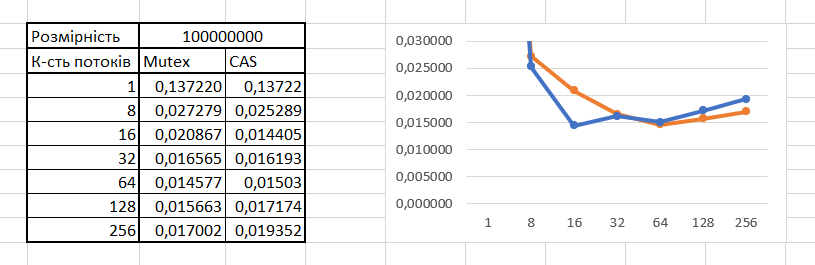 Розмірність 100000000
К-сть потоків Mutex CAS
1 0,137220 0,13722
8 0,027279 0,025289
16 0,020867 0,014405
32 0,016565 0,016193
64 0,014577 0,01503
128 0,015663 0,017174
256 0,017002 0,019352
0,030000
0,025000
0,020000
0,015000
0,010000
0,005000
0,000000
1 8 16 32 64 128 256